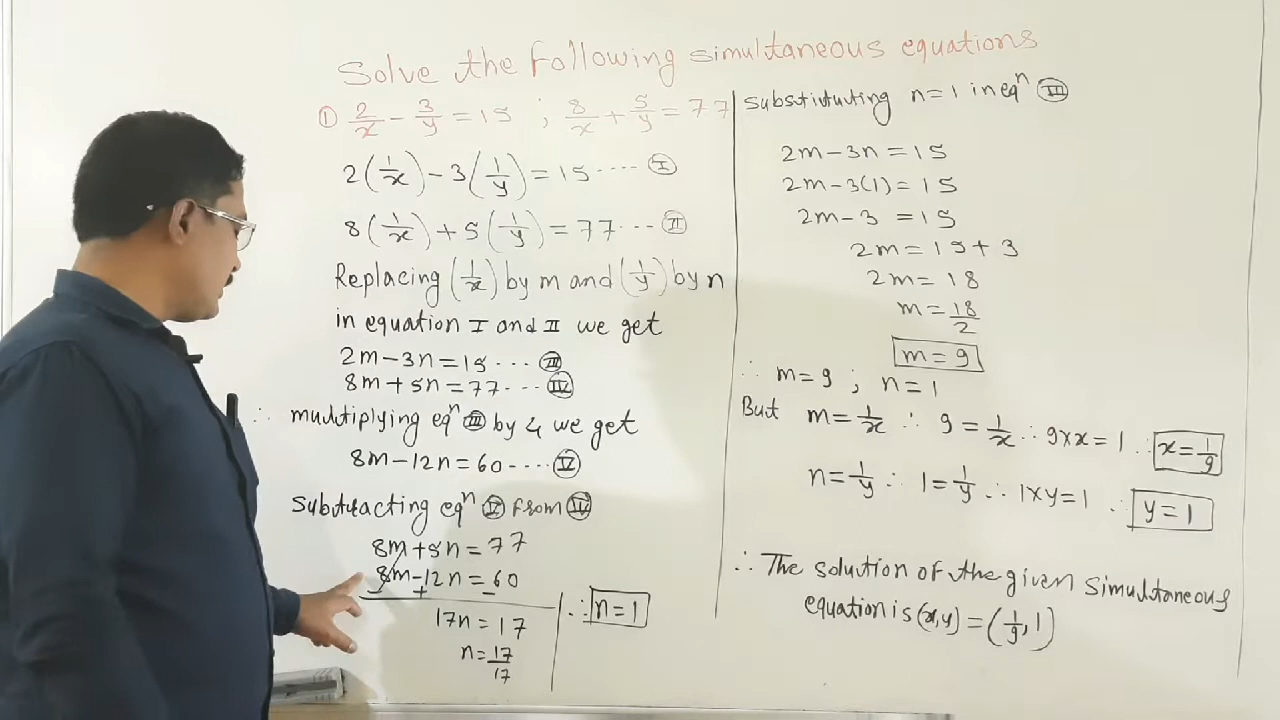 Solve the following simultaneous equations
① 2/x - 3/y = 15 ; 8/x + 5/y = 77
2(1/x) - 3(1/y) = 15 ---- Ⓘ
8(1/x) + 5(1/y) = 77 --- Ⅱ
Replacing (1/x) by m and (1/y) by n
in equation I and II we get
2m - 3n = 15 --- Ⅲ
8m + 5n = 77 --- Ⅳ
∴ multiplying eqⁿ Ⅲ by 4 we get
8m - 12n = 60 ---- Ⅴ
Subtracting eqⁿ Ⅴ from Ⅳ
8m + 5n = 77
8m - 12n = 60
- + -
17n = 17
n = 17/17
∴ n = 1
Substituting n = 1 in eqⁿ Ⅲ
2m - 3n = 15
2m - 3(1) = 15
2m - 3 = 15
2m = 15 + 3
2m = 18
m = 18/2
m = 9
∴ m = 9 ; n = 1
But m = 1/x ∴ 9 = 1/x ∴ 9 × x = 1 ∴ x = 1/9
n = 1/y ∴ 1 = 1/y ∴ 1 × y = 1 ∴ y = 1
∴ The solution of the given simultaneous
equation is (x,y) = (1/9, 1)